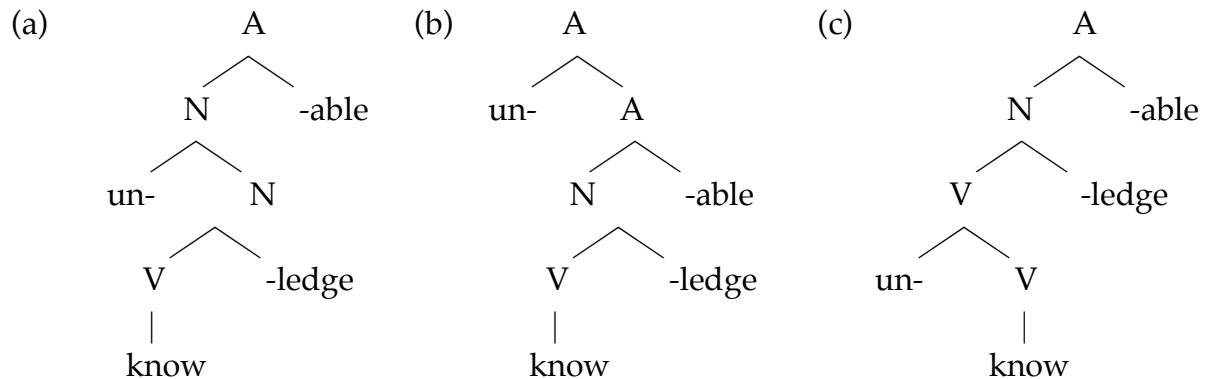 (a) A (b) A (c) A
N -able un- A N -able
un- N N -able V -ledge
V -ledge V -ledge un- V
know know know